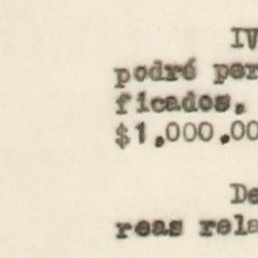 IV
podré per
ficados.
$1,000,00
De
reas rela